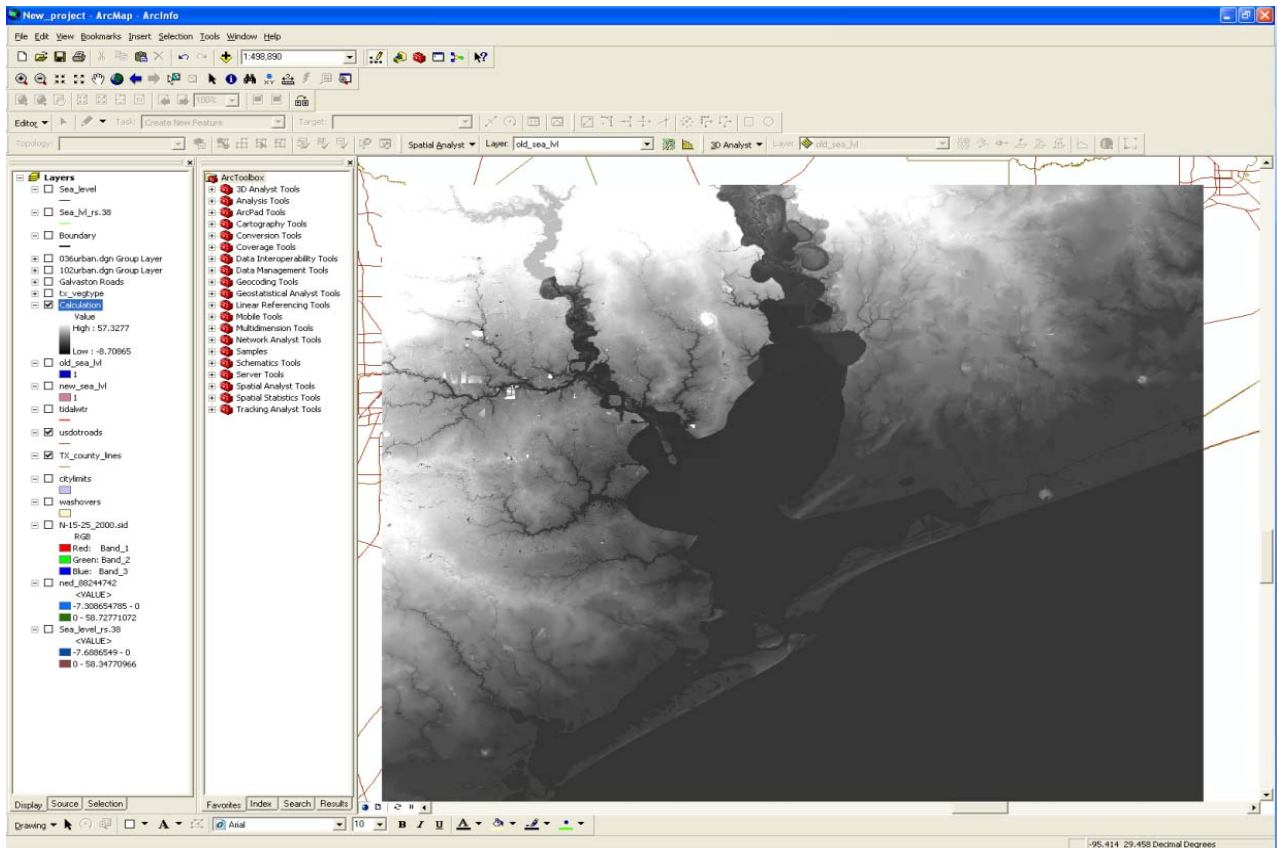 New_project - ArcMap - ArcInfo
File Edit View Bookmarks Insert Selection Tools Window Help
1:498,890
100%
Editor Task: Create New Feature Target:
Topology: Spatial Analyst Layer: old_sea_lvl 3D Analyst Layer: old_sea_lvl
Layers
Sea_level
Sea_lvl_rs.38
Boundary
036urban.dgn Group Layer
102urban.dgn Group Layer
Galvaston Roads
tx_vegtype
Calculation
Value
High : 57.3277
Low : -8.70865
old_sea_lvl
1
new_sea_lvl
1
tidalwtr
usdotroads
TX_county_lines
citylimits
washovers
N-15-25_2000.sid
RGB
Red: Band_1
Green: Band_2
Blue: Band_3
ned_88244742
<VALUE>
-7.308654785 - 0
0 - 58.72771072
Sea_level_rs.38
<VALUE>
-7.6886549 - 0
0 - 58.34770966
Display Source Selection
ArcToolbox
3D Analyst Tools
Analysis Tools
ArcPad Tools
Cartography Tools
Conversion Tools
Coverage Tools
Data Interoperability Tools
Data Management Tools
Geocoding Tools
Geostatistical Analyst Tools
Linear Referencing Tools
Mobile Tools
Multidimension Tools
Network Analyst Tools
Samples
Schematics Tools
Server Tools
Spatial Analyst Tools
Spatial Statistics Tools
Tracking Analyst Tools
Favorites Index Search Results
Drawing A Arial 10 B I U A
-95.414 29.458 Decimal Degrees